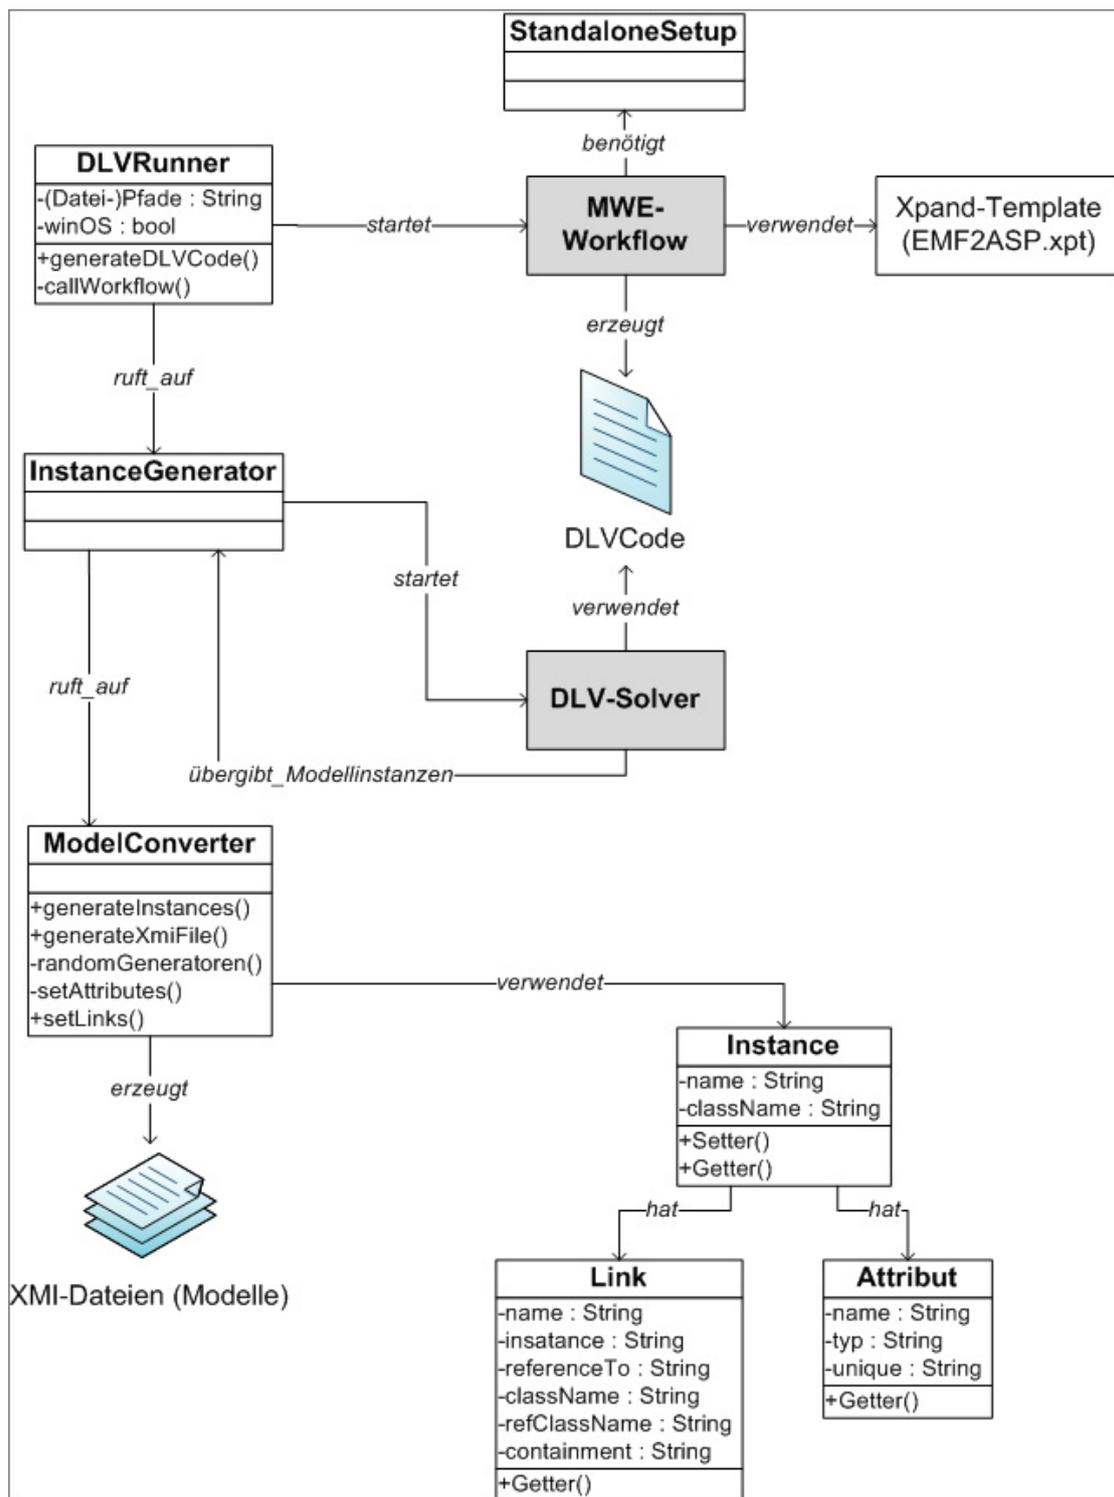 StandaloneSetup
benötigt
DLVRunner
-(Datei-)Pfade : String
-winOS : bool
+generateDLVCode()
-callWorkflow()
startet
MWE-
Workflow
verwendet
Xpand-Template
(EMF2ASP.xpt)
erzeugt
ruft_auf
DLVCode
InstanceGenerator
startet
verwendet
DLV-Solver
ruft_auf
übergibt_Modellinstanzen
ModelConverter
+generateInstances()
+generateXmiFile()
-randomGeneratoren()
-setAttributes()
+setLinks()
verwendet
erzeugt
XMI-Dateien (Modelle)
Instance
-name : String
-className : String
+Setter()
+Getter()
hat
hat
Link
-name : String
-insatance : String
-referenceTo : String
-className : String
-refClassName : String
-containment : String
+Getter()
Attribut
-name : String
-typ : String
-unique : String
+Getter()